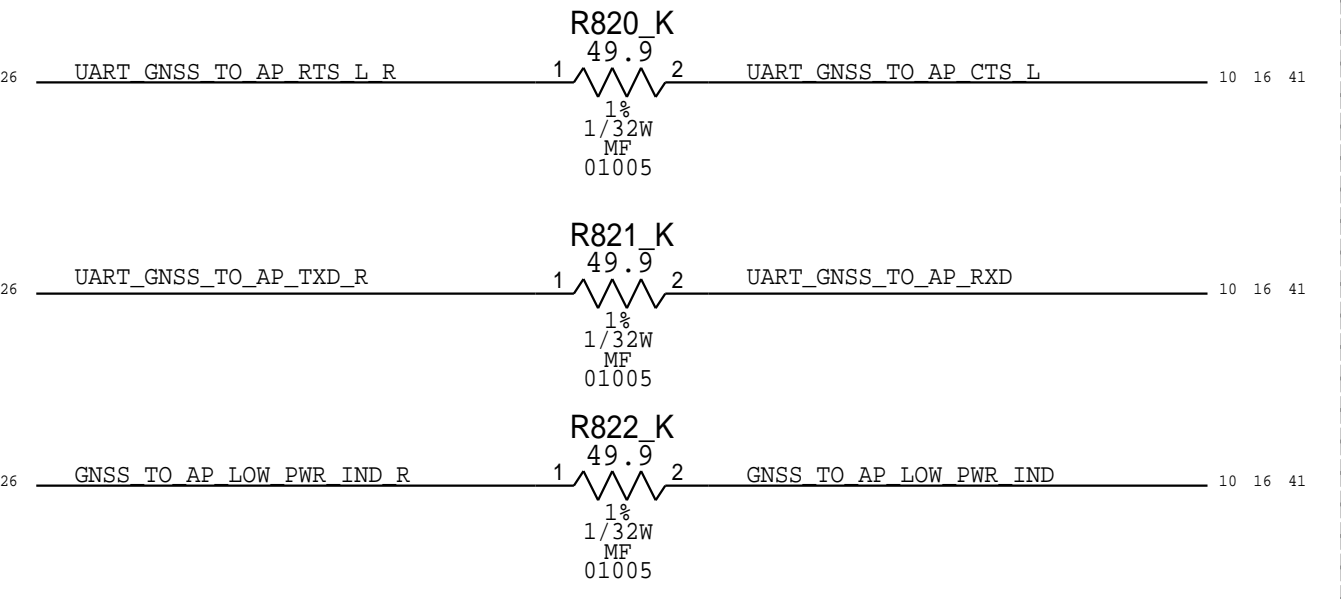 R820_K
49.9
26 UART_GNSS_TO_AP_RTS_L_R 1 2 UART_GNSS_TO_AP_CTS_L 10 16 41
1%
1/32W
MF
01005
R821_K
49.9
26 UART_GNSS_TO_AP_TXD_R 1 2 UART_GNSS_TO_AP_RXD 10 16 41
1%
1/32W
MF
01005
R822_K
49.9
26 GNSS_TO_AP_LOW_PWR_IND_R 1 2 GNSS_TO_AP_LOW_PWR_IND 10 16 41
1%
1/32W
MF
01005